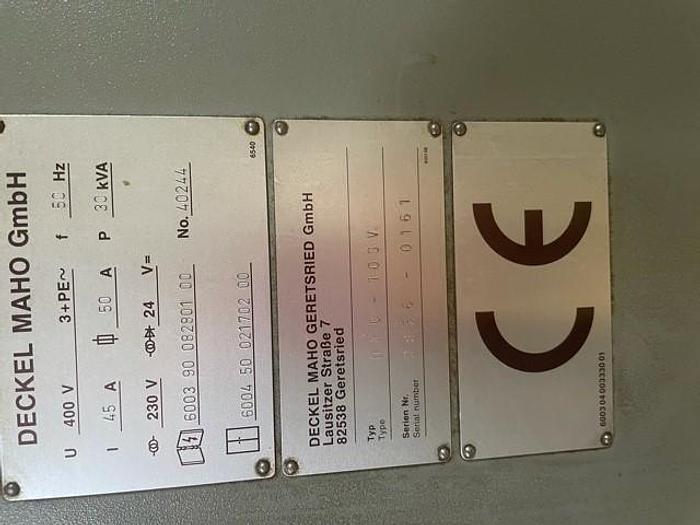 DECKEL MAHO GmbH
U 400 V 3+PE~ f 50 Hz
I 45 A 50 A P 30 kVA
230 V 24 V=
6003 90 082901 00 No. 40244
6004 50 021702 00
6540
DECKEL MAHO GERETSRIED GmbH
Lausitzer Straße 7
82538 Geretsried
Typ
Type
Serien Nr.
Serial number
CE
6003 04 003330 01